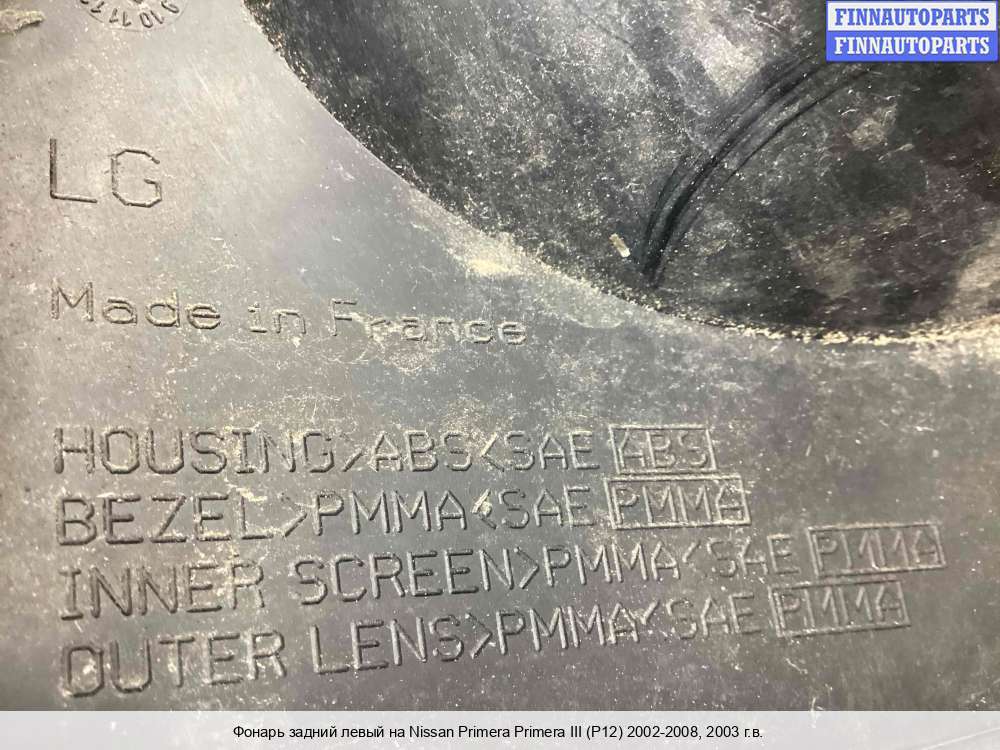 FINNAUTOPARTS
FINNAUTOPARTS
LG
Made in France
HOUSING>ABS<SAE ABS
BEZEL>PMMA<SAE PMMA
INNER SCREEN>PMMA<SAE PMMA
OUTER LENS>PMMA<SAE PMMA
Фонарь задний левый на Nissan Primera Primera III (P12) 2002-2008, 2003 г.в.